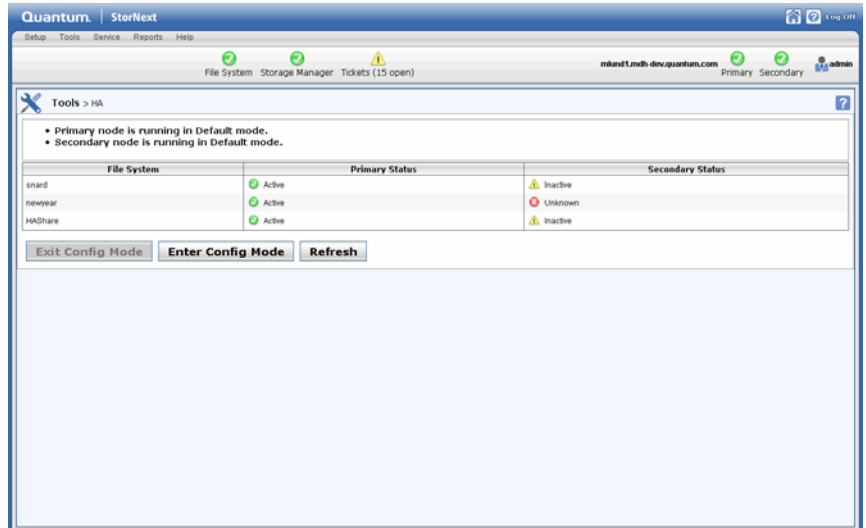 Quantum. StorNext Log Off
Setup Tools Service Reports Help
File System Storage Manager Tickets (15 open) mlund1.mdh-dev.quantum.com Primary Secondary admin
Tools > HA
• Primary node is running in Default mode.
• Secondary node is running in Default mode.
File System Primary Status Secondary Status
snard Active Inactive
newyear Active Unknown
HAShare Active Inactive
Exit Config Mode Enter Config Mode Refresh